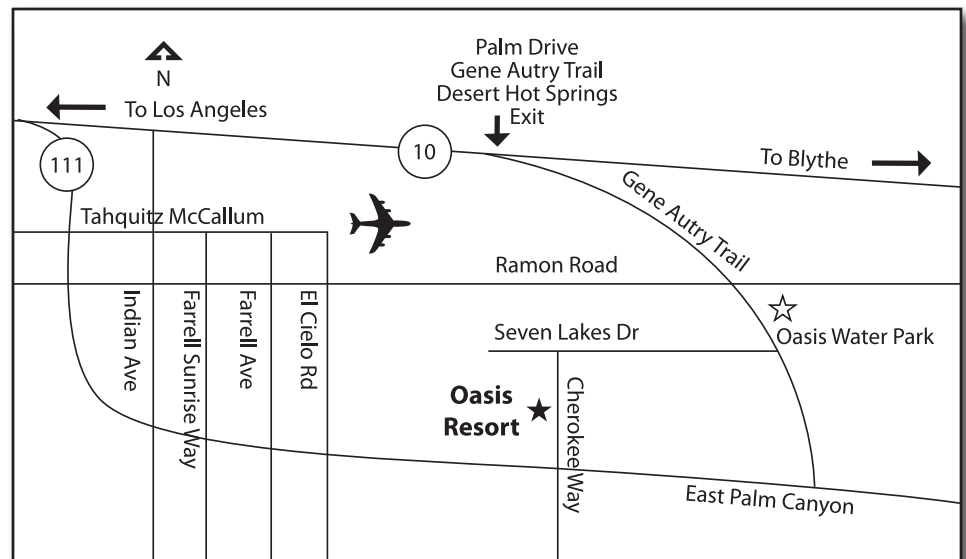 Palm Drive
Gene Autry Trail
Desert Hot Springs
Exit
N
To Los Angeles
111
10
To Blythe
Gene Autry Trail
Tahquitz McCallum
Ramon Road
Indian Ave
Farrell Sunrise Way
Farrell Ave
El Cielo Rd
Seven Lakes Dr
Oasis Water Park
Oasis
Resort
Cherokee Way
East Palm Canyon